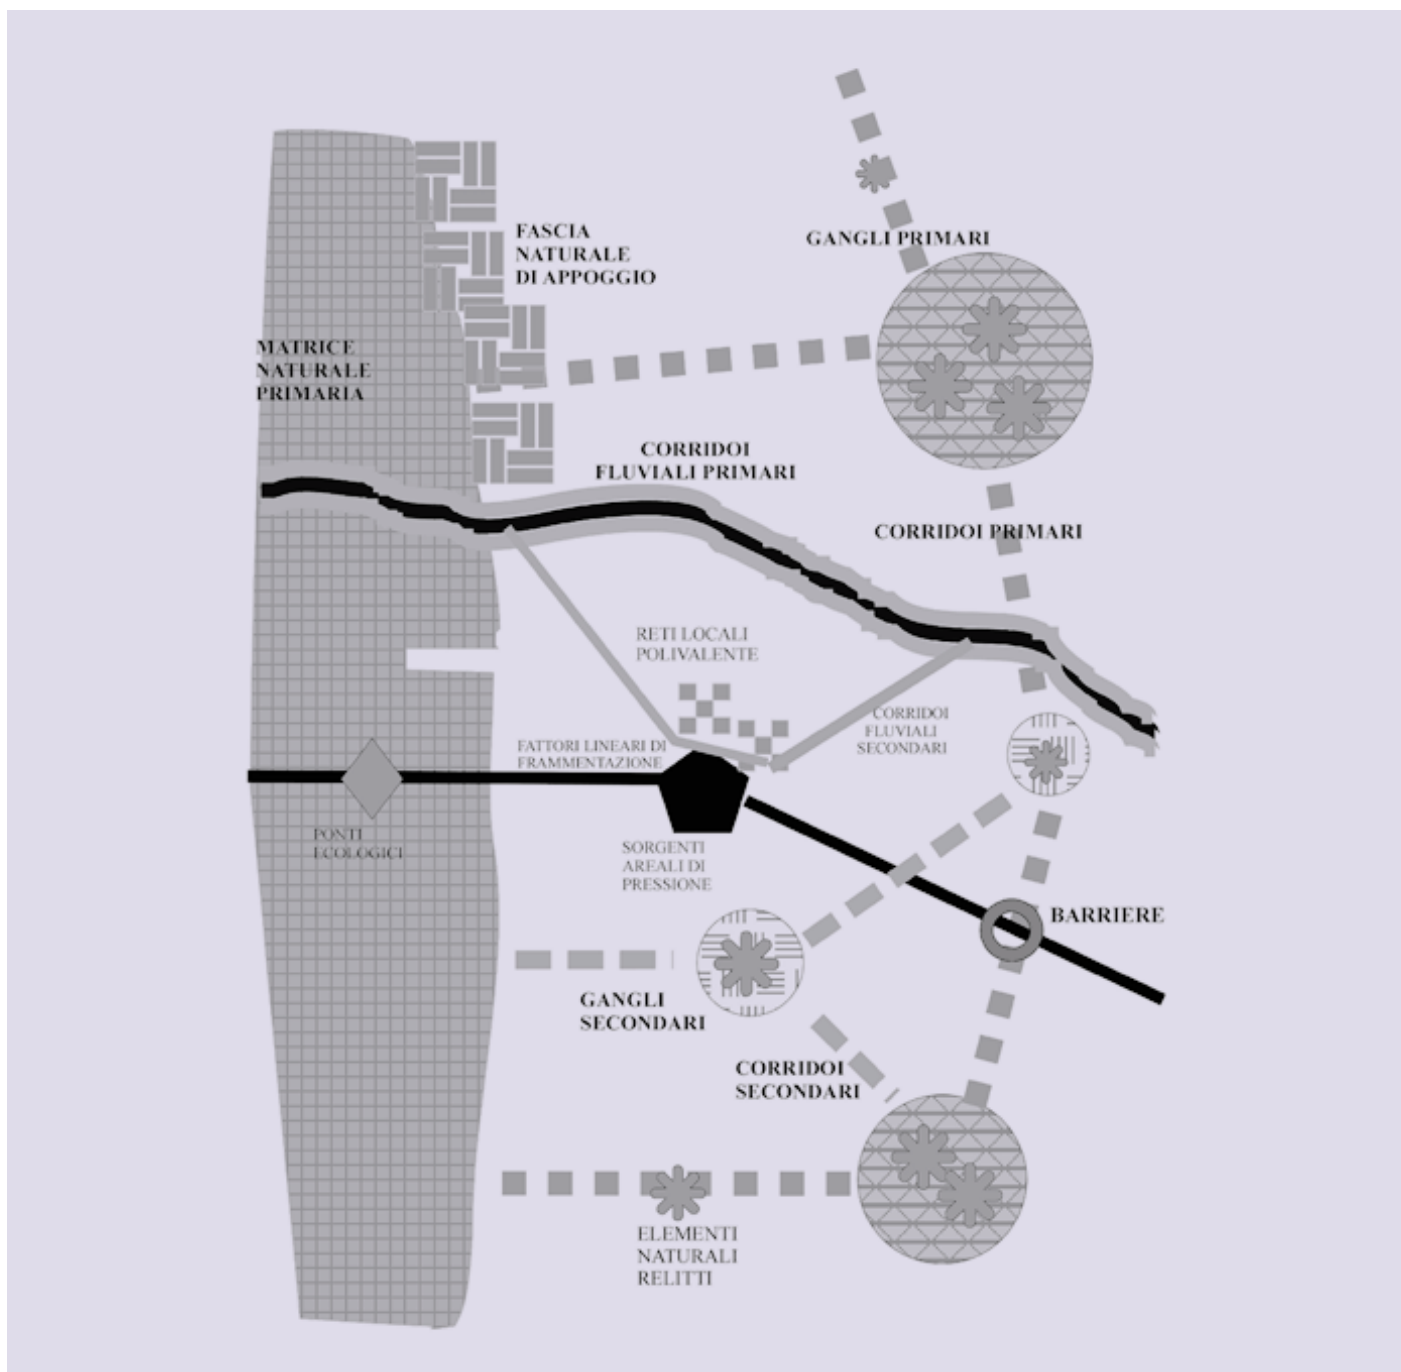 FASCIA
NATURALE
DI APPOGGIO
GANGLI PRIMARI
MATRICE
NATURALE
PRIMARIA
CORRIDOI
FLUVIALI PRIMARI
CORRIDOI PRIMARI
RETI LOCALI
POLIVALENTE
CORRIDOI
FLUVIALI
SECONDARI
FATTORI LINEARI DI
FRAMMENTAZIONE
PONTI
ECOLOGICI
SORGENTI
AREALI DI
PRESSIONE
BARRIERE
GANGLI
SECONDARI
CORRIDOI
SECONDARI
ELEMENTI
NATURALI
RELITTI